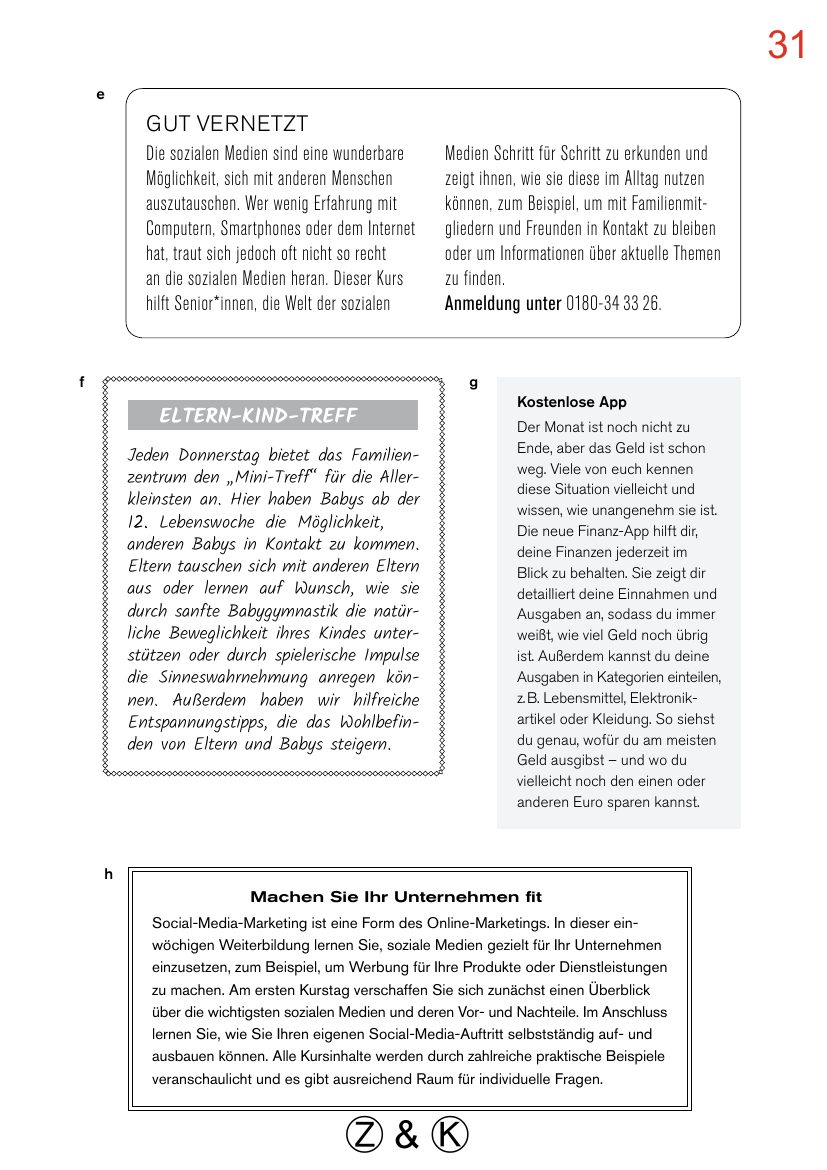 31
e
GUT VERNETZT
Die sozialen Medien sind eine wunderbare
Möglichkeit, sich mit anderen Menschen
auszutauschen. Wer wenig Erfahrung mit
Computern, Smartphones oder dem Internet
hat, traut sich jedoch oft nicht so recht
an die sozialen Medien heran. Dieser Kurs
hilft Senior*innen, die Welt der sozialen
Medien Schritt für Schritt zu erkunden und
zeigt ihnen, wie sie diese im Alltag nutzen
können, zum Beispiel, um mit Familienmit-
gliedern und Freunden in Kontakt zu bleiben
oder um Informationen über aktuelle Themen
zu finden.
Anmeldung unter 0180-34 33 26.
f
ELTERN-KIND-TREFF
Jeden Donnerstag bietet das Familien-
zentrum den „Mini-Treff“ für die Aller-
kleinsten an. Hier haben Babys ab der
12. Lebenswoche die Möglichkeit,
anderen Babys in Kontakt zu kommen.
Eltern tauschen sich mit anderen Eltern
aus oder lernen auf Wunsch, wie sie
durch sanfte Babygymnastik die natür-
liche Beweglichkeit ihres Kindes unter-
stützen oder durch spielerische Impulse
die Sinneswahrnehmung anregen kön-
nen. Außerdem haben wir hilfreiche
Entspannungstipps, die das Wohlbefin-
den von Eltern und Babys steigern.
g
Kostenlose App
Der Monat ist noch nicht zu
Ende, aber das Geld ist schon
weg. Viele von euch kennen
diese Situation vielleicht und
wissen, wie unangenehm sie ist.
Die neue Finanz-App hilft dir,
deine Finanzen jederzeit im
Blick zu behalten. Sie zeigt dir
detailliert deine Einnahmen und
Ausgaben an, sodass du immer
weißt, wie viel Geld noch übrig
ist. Außerdem kannst du deine
Ausgaben in Kategorien einteilen,
z.B. Lebensmittel, Elektronik-
artikel oder Kleidung. So siehst
du genau, wofür du am meisten
Geld ausgibst – und wo du
vielleicht noch den einen oder
anderen Euro sparen kannst.
h
Machen Sie Ihr Unternehmen fit
Social-Media-Marketing ist eine Form des Online-Marketings. In dieser ein-
wöchigen Weiterbildung lernen Sie, soziale Medien gezielt für Ihr Unternehmen
einzusetzen, zum Beispiel, um Werbung für Ihre Produkte oder Dienstleistungen
zu machen. Am ersten Kurstag verschaffen Sie sich zunächst einen Überblick
über die wichtigsten sozialen Medien und deren Vor- und Nachteile. Im Anschluss
lernen Sie, wie Sie Ihren eigenen Social-Media-Auftritt selbstständig auf- und
ausbauen können. Alle Kursinhalte werden durch zahlreiche praktische Beispiele
veranschaulicht und es gibt ausreichend Raum für individuelle Fragen.
Z & K